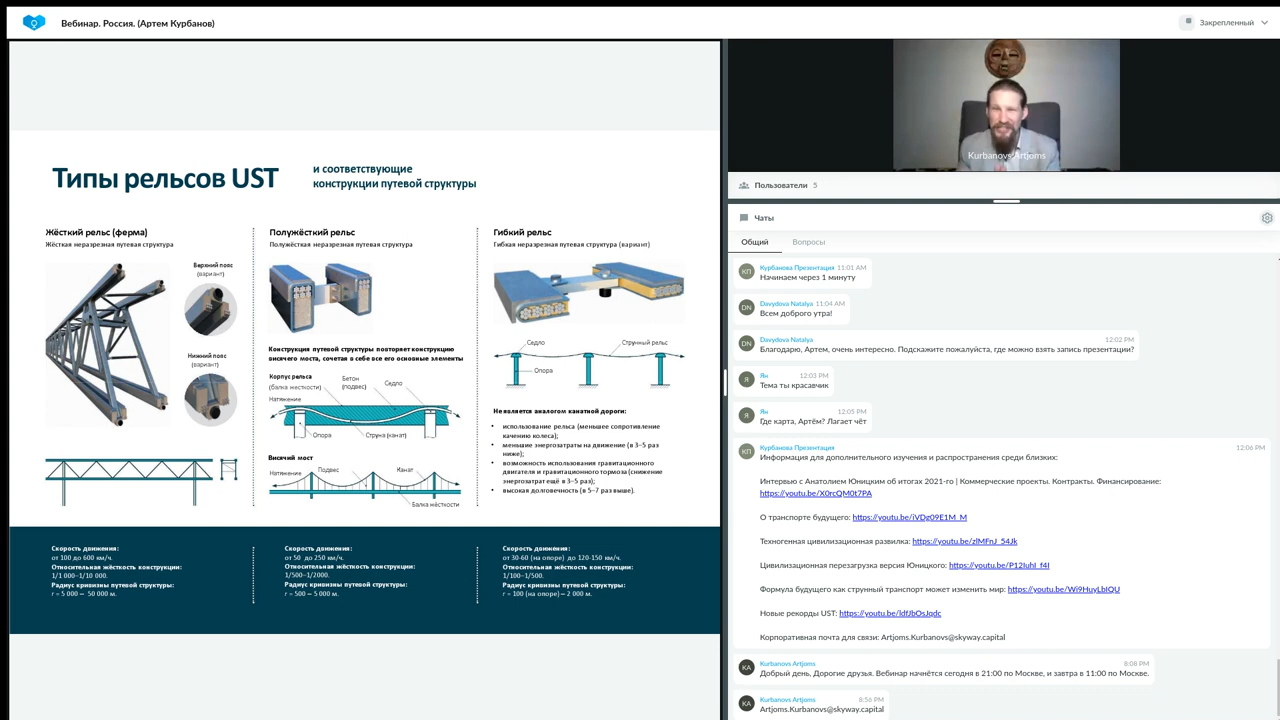 Вебинар. Россия. (Артем Курбанов)
Закрепленный
Типы рельсов UST
и соответствующие
конструкции путевой структуры
Жёсткий рельс (ферма)
Жёсткая неразрезная путевая структура
Верхний пояс
(вариант)
Нижний пояс
(вариант)
Полужёсткий рельс
Полужёсткая неразрезная путевая структура
Конструкция путевой структуры повторяет конструкцию
висячего моста, сочетая в себе все его основные элементы
Корпус рельса
(балка жесткости)
Бетон
(подвес)
Седло
Натяжение
Опора
Струна (канат)
Висячий мост
Натяжение
Подвес
Канат
Балка жёсткости
Гибкий рельс
Гибкая неразрезная путевая структура (вариант)
Седло
Струнный рельс
Опора
Не является аналогом канатной дороги:
• использование рельса (меньшее сопротивление
качению колеса);
• меньшие энергозатраты на движение (в 3–5 раз
ниже);
• возможность использования гравитационного
двигателя и гравитационного тормоза (снижение
энергозатрат ещё в 3–5 раз);
• высокая долговечность (в 5–7 раз выше).
Скорость движения:
от 100 до 600 км/ч.
Относительная жёсткость конструкции:
1/1 000–1/10 000.
Радиус кривизны путевой структуры:
r = 5 000 – 50 000 м.
Скорость движения:
от 50 до 250 км/ч.
Относительная жёсткость конструкции:
1/500–1/2000.
Радиус кривизны путевой структуры:
r = 500 – 5 000 м.
Скорость движения:
от 30-60 (на опоре) до 120-150 км/ч.
Относительная жёсткость конструкции:
1/100–1/500.
Радиус кривизны путевой структуры:
r = 100 (на опоре) – 2 000 м.
Kurbanovs Artjoms
Пользователи 5
Чаты
Общий Вопросы
КП Курбанова Презентация 11:01 AM
Начинаем через 1 минуту
DN Davydova Natalya 11:04 AM
Всем доброго утра!
DN Davydova Natalya 12:02 PM
Благодарю, Артем, очень интересно. Подскажите пожалуйста, где можно взять запись презентации?
Я Ян 12:03 PM
Тема ты красавчик
Я Ян 12:05 PM
Где карта, Артём? Лагает чёт
КП Курбанова Презентация 12:06 PM
Информация для дополнительного изучения и распространения среди близких:
Интервью с Анатолием Юницким об итогах 2021-го | Коммерческие проекты. Контракты. Финансирование:
https://youtu.be/X0rcQM0t7PA
О транспорте будущего: https://youtu.be/iVDg09E1M_M
Техногенная цивилизационная развилка: https://youtu.be/zlMFnJ_54Jk
Цивилизационная перезагрузка версия Юницкого: https://youtu.be/P12IuhI_f4I
Формула будущего как струнный транспорт может изменить мир: https://youtu.be/Wi9HuyLbIQU
Новые рекорды UST: https://youtu.be/ldfJbOsJqdc
Корпоративная почта для связи: Artjoms.Kurbanovs@skyway.capital
KA Kurbanovs Artjoms 8:08 PM
Добрый день, Дорогие друзья. Вебинар начнётся сегодня в 21:00 по Москве, и завтра в 11:00 по Москве.
KA Kurbanovs Artjoms 8:56 PM
Artjoms.Kurbanovs@skyway.capital